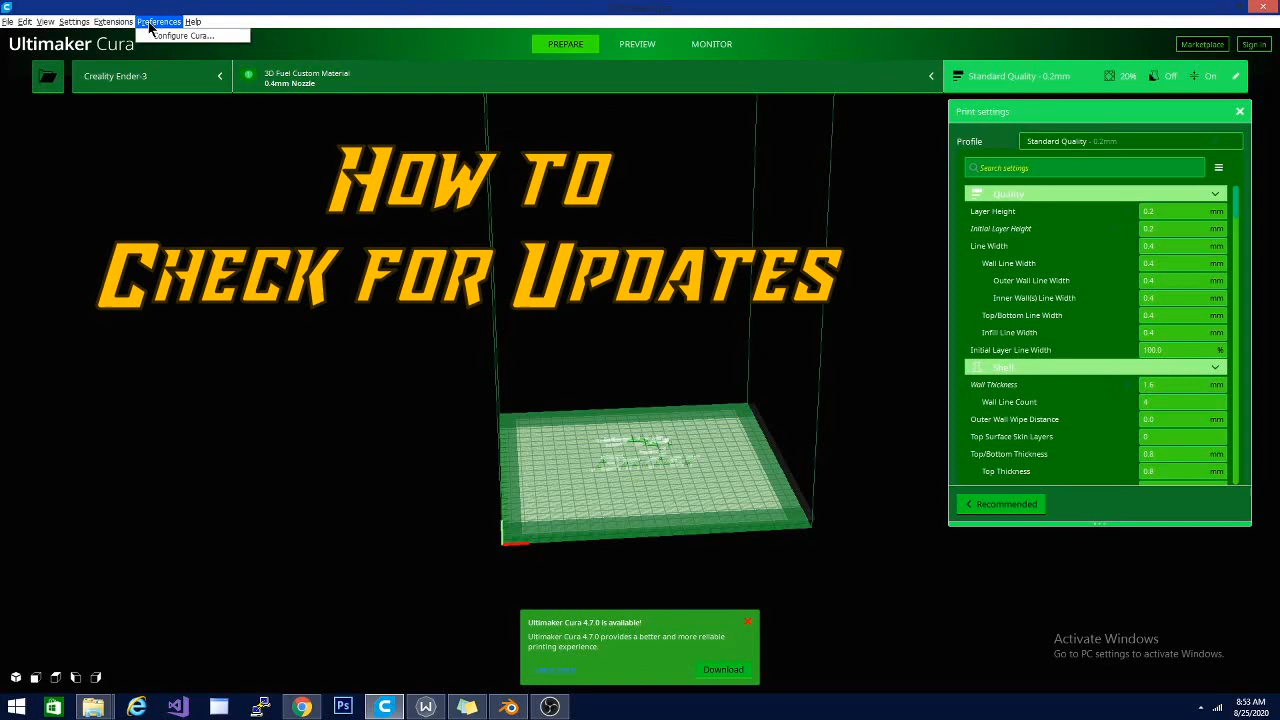 File Edit View Settings Extensions Preferences Help
Configure Cura...
Ultimaker Cura
PREPARE PREVIEW MONITOR
Marketplace Sign in
Creality Ender-3
3D Fuel Custom Material
0.4mm Nozzle
Standard Quality - 0.2mm 20% Off On
Print settings
Profile Standard Quality - 0.2mm
Search settings
Quality
Layer Height 0.2 mm
Initial Layer Height 0.2 mm
Line Width 0.4 mm
Wall Line Width 0.4 mm
Outer Wall Line Width 0.4 mm
Inner Wall(s) Line Width 0.4 mm
Top/Bottom Line Width 0.4 mm
Infill Line Width 0.4 mm
Initial Layer Line Width 100.0 %
Shell
Wall Thickness 1.6 mm
Wall Line Count 4
Outer Wall Wipe Distance 0.0 mm
Top Surface Skin Layers 0
Top/Bottom Thickness 0.8 mm
Top Thickness 0.8 mm
Recommended
How to
Check for Updates
Ultimaker Cura 4.7.0 is available!
Ultimaker Cura 4.7.0 provides a better and more reliable
printing experience.
Download
Activate Windows
Go to PC settings to activate Windows.
Ps
8:53 AM
8/25/2020